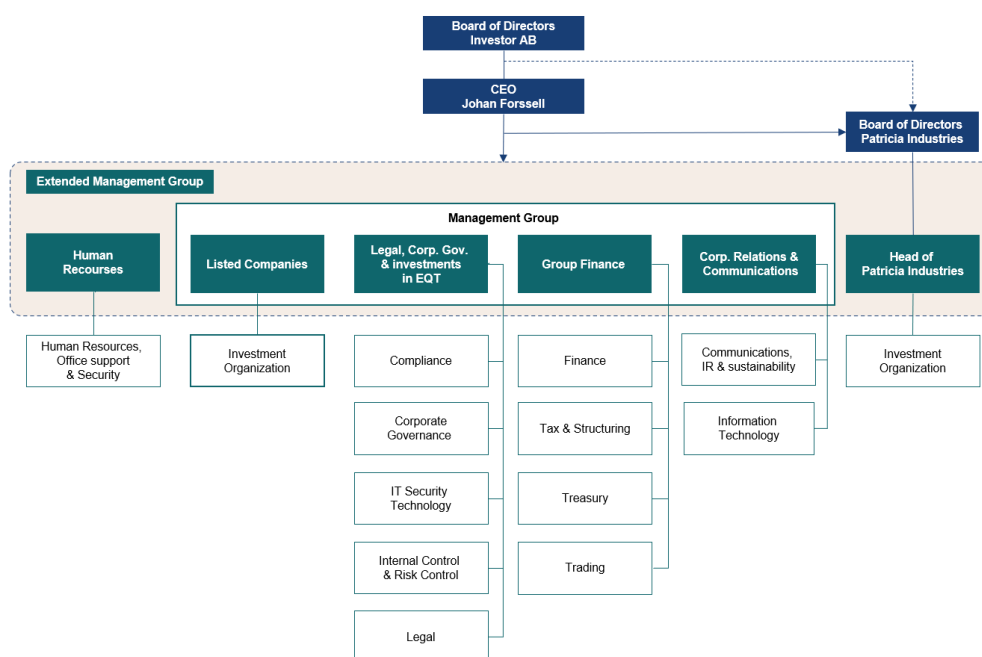 Board of Directors
Investor AB
CEO
Johan Forssell
Board of Directors
Patricia Industries
Extended Management Group
Management Group
Human
Recourses
Listed Companies
Legal, Corp. Gov.
& investments
in EQT
Group Finance
Corp. Relations &
Communications
Head of
Patricia Industries
Human Resources,
Office support
& Security
Investment
Organization
Compliance
Finance
Communications,
IR & sustainability
Investment
Organization
Corporate
Governance
Tax & Structuring
Information
Technology
IT Security
Technology
Treasury
Internal Control
& Risk Control
Trading
Legal